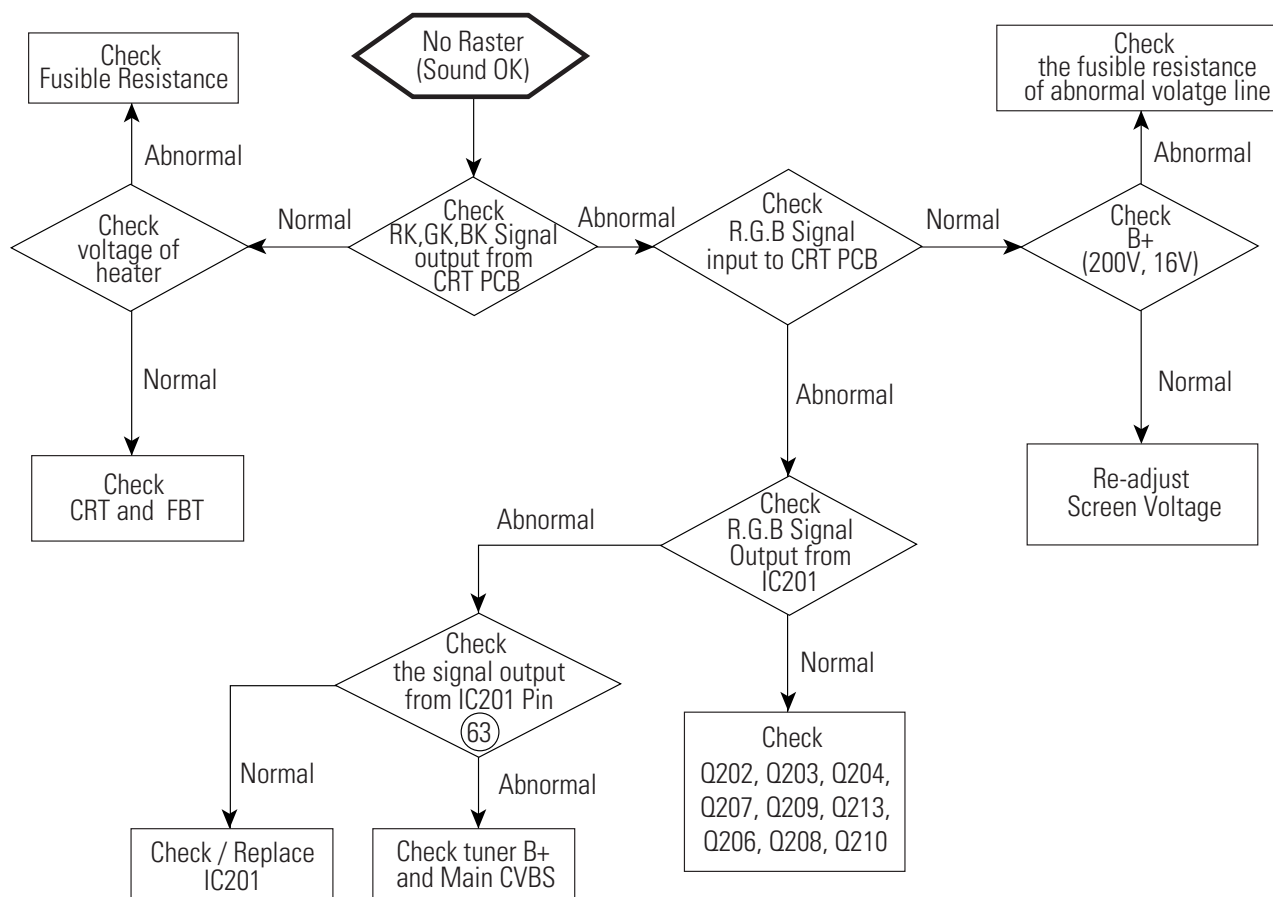 No Raster
(Sound OK)
Check
Fusible Resistance
Check
the fusible resistance
of abnormal volatge line
Abnormal
Abnormal
Check
voltage of
heater
Normal
Check
RK,GK,BK Signal
output from
CRT PCB
Abnormal
Check
R.G.B Signal
input to CRT PCB
Normal
Check
B+
(200V, 16V)
Normal
Abnormal
Normal
Check
CRT and FBT
Re-adjust
Screen Voltage
Abnormal
Check
R.G.B Signal
Output from
IC201
Check
the signal output
from IC201 Pin
63
Normal
Normal
Abnormal
Check
Q202, Q203, Q204,
Q207, Q209, Q213,
Q206, Q208, Q210
Check / Replace
IC201
Check tuner B+
and Main CVBS